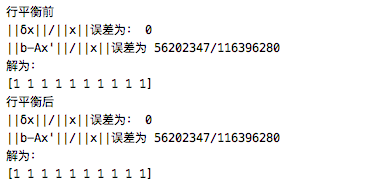 行平衡前
||δx||/||x||误差为： 0
||b-Ax'||/||x||误差为 56202347/116396280
解为：
[1 1 1 1 1 1 1 1 1 1]
行平衡后
||δx||/||x||误差为： 0
||b-Ax'||/||x||误差为 56202347/116396280
解为：
[1 1 1 1 1 1 1 1 1 1]